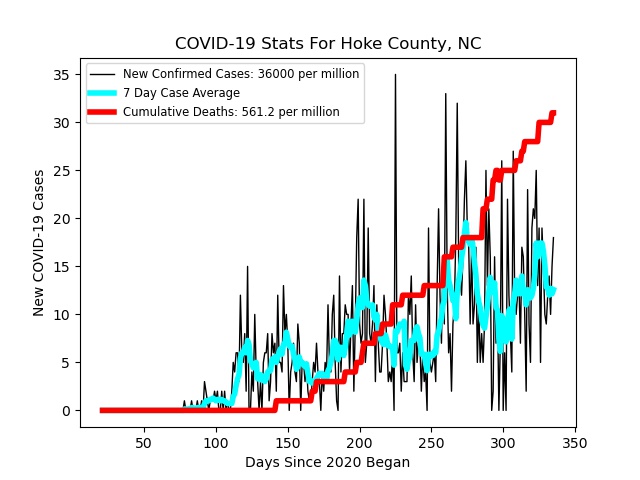 COVID-19 Stats For Hoke County, NC
New Confirmed Cases: 36000 per million
7 Day Case Average
Cumulative Deaths: 561.2 per million
New COVID-19 Cases
35
30
25
20
15
10
5
0
50 100 150 200 250 300 350
Days Since 2020 Began